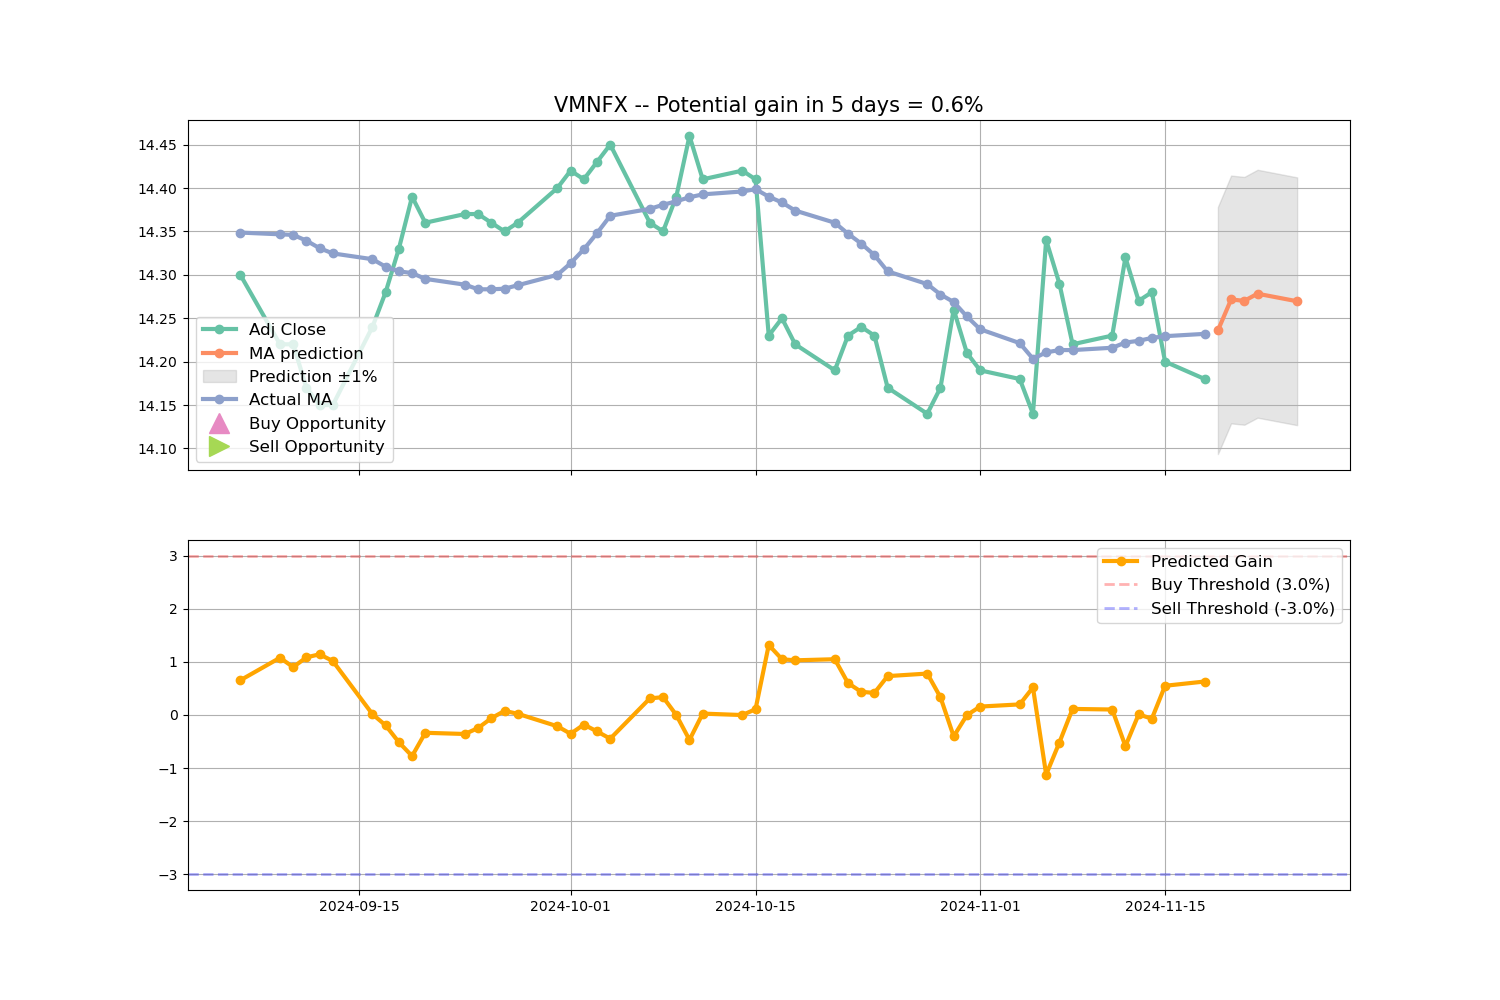 VMNFX -- Potential gain in 5 days = 0.6%
14.45
14.40
14.35
14.30
14.25
14.20
14.15
14.10
Adj Close
MA prediction
Prediction ±1%
Actual MA
Buy Opportunity
Sell Opportunity
3
2
1
0
−1
−2
−3
Predicted Gain
Buy Threshold (3.0%)
Sell Threshold (-3.0%)
2024-09-15 2024-10-01 2024-10-15 2024-11-01 2024-11-15